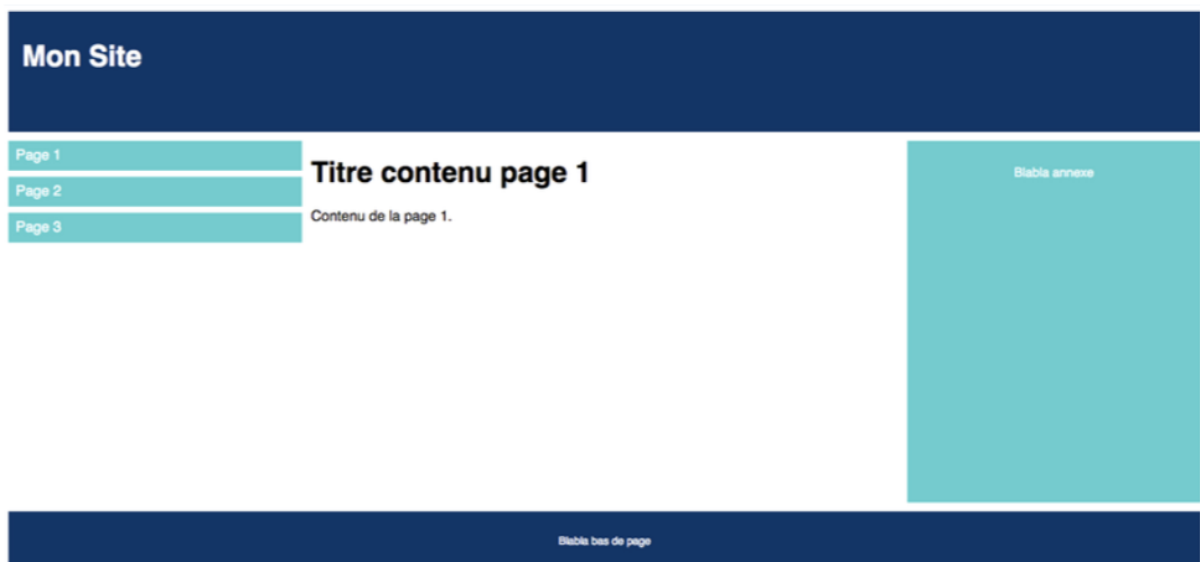 Mon Site
Page 1
Page 2
Page 3
Titre contenu page 1
Contenu de la page 1.
Blabla annexe
Blabla bas de page